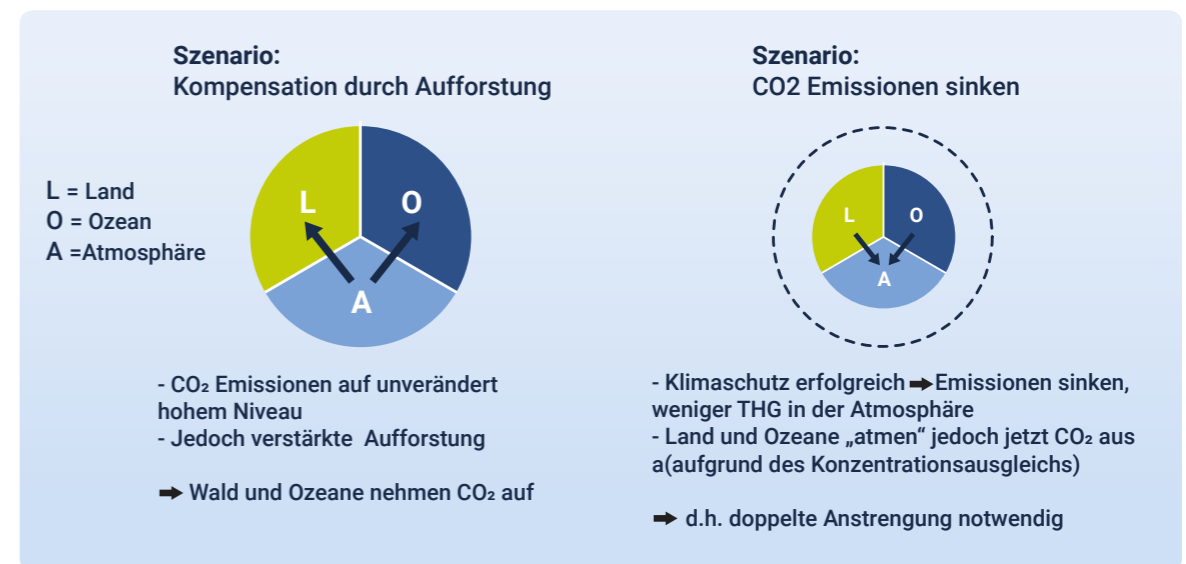 Szenario:
Kompensation durch Aufforstung
L = Land
O = Ozean
A =Atmosphäre
L
O
A
- CO₂ Emissionen auf unverändert
hohem Niveau
- Jedoch verstärkte Aufforstung
➡ Wald und Ozeane nehmen CO₂ auf
Szenario:
CO2 Emissionen sinken
L
O
A
- Klimaschutz erfolgreich ➡ Emissionen sinken,
weniger THG in der Atmosphäre
- Land und Ozeane „atmen“ jedoch jetzt CO₂ aus
a(aufgrund des Konzentrationsausgleichs)
➡ d.h. doppelte Anstrengung notwendig